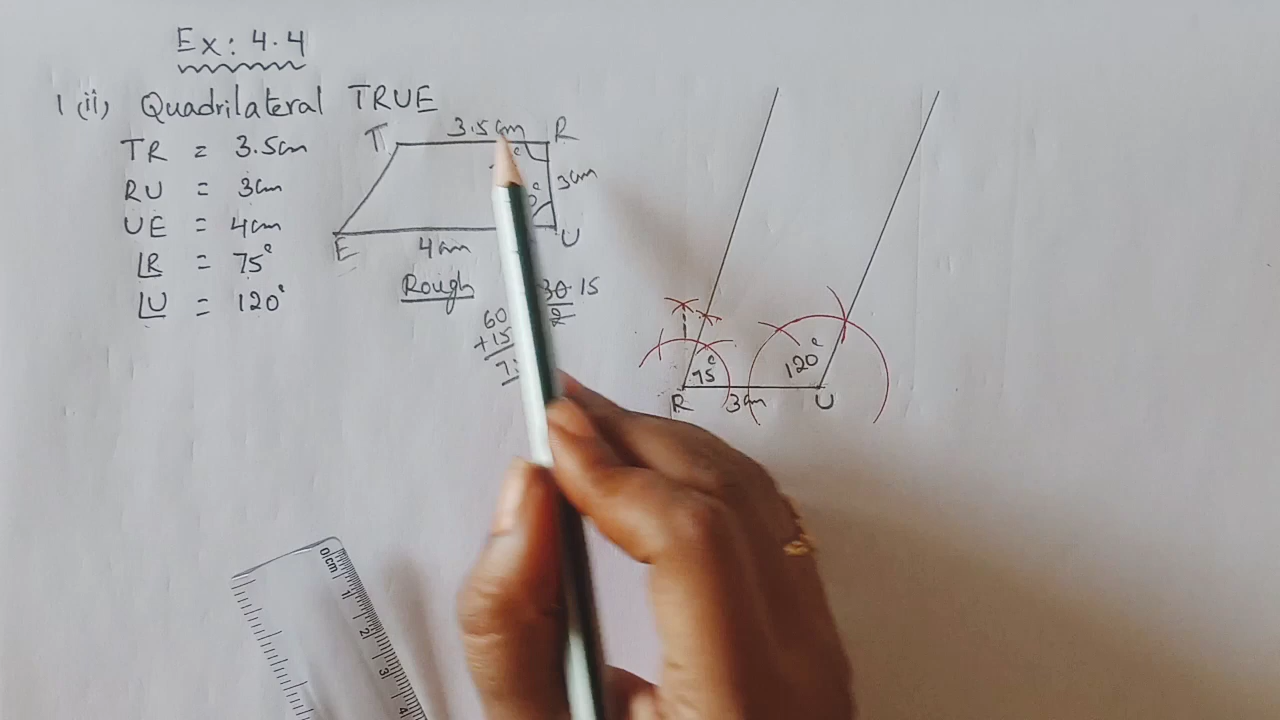 Ex: 4.4
1 (ii) Quadrilateral TRUE
TR = 3.5cm
RU = 3cm
UE = 4cm
∠R = 75°
∠U = 120°
T 3.5cm R
3cm
E 4cm U
Rough
30 15
2
60
+15
75° 120°
R 3cm U
0 cm
1
2
3
4